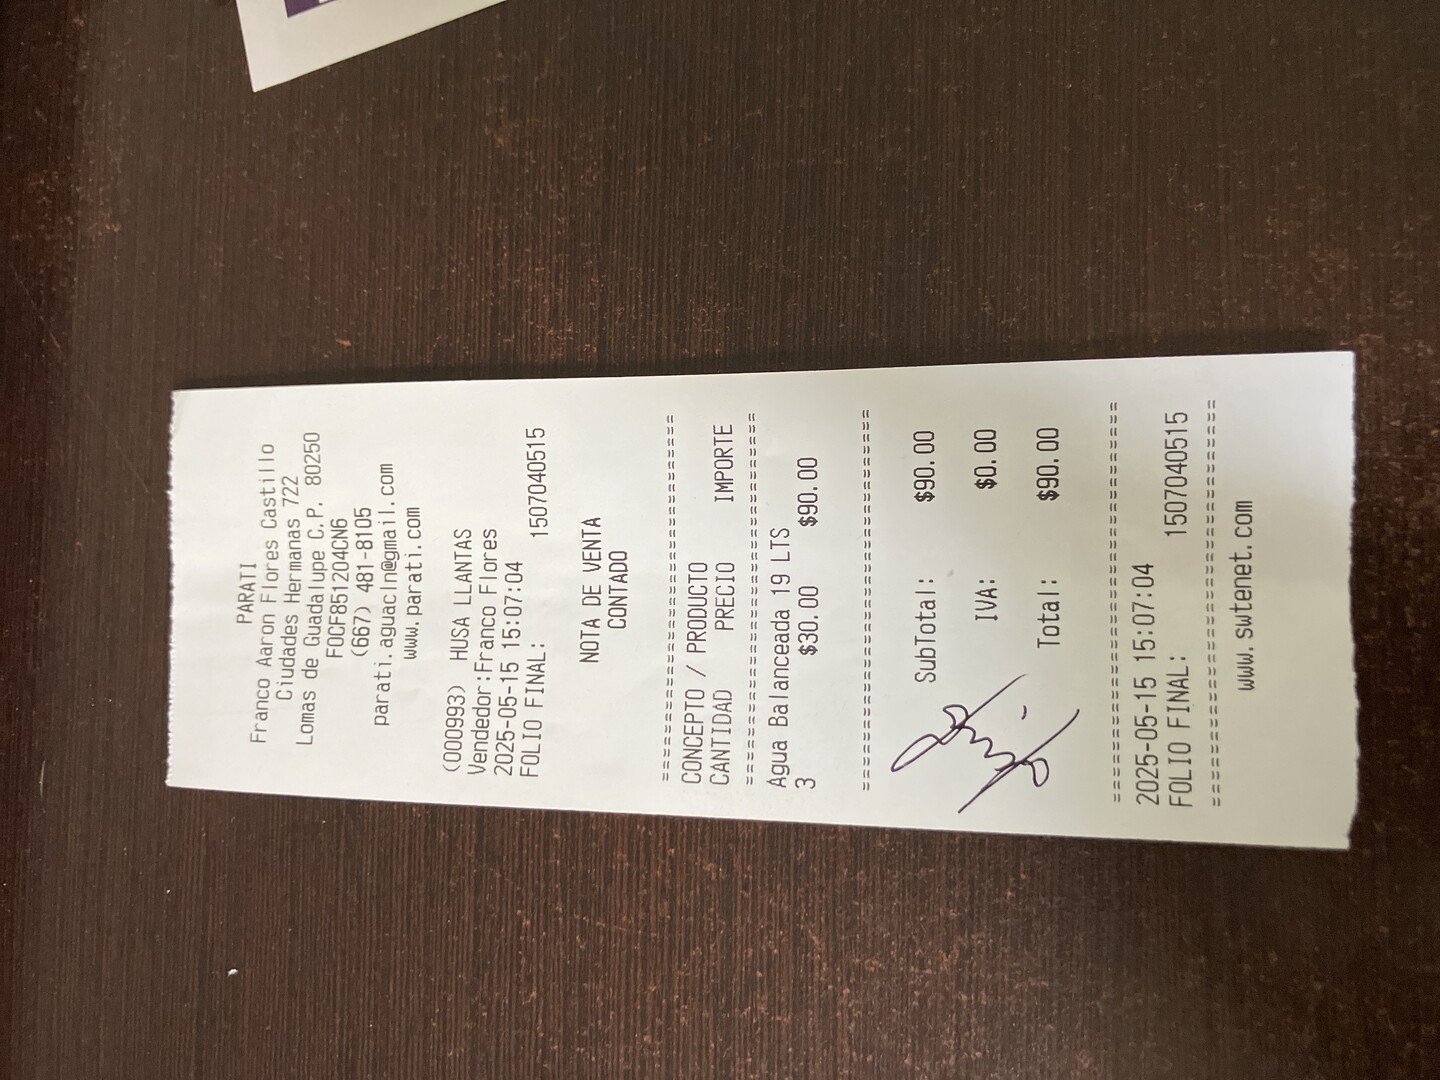 PARATI
Franco Aaron Flores Castillo
Ciudades Hermanas 722
Lomas de Guadalupe C.P. 80250
FOCF851204CN6
(667) 481-8105
parati.aguacln@gmail.com
www.parati.com
(000993) HUSA LLANTAS
Vendedor:Franco Flores
2025-05-15 15:07:04
FOLIO FINAL: 1507040515
NOTA DE VENTA
CONTADO
CONCEPTO / PRODUCTO
CANTIDAD PRECIO IMPORTE
Agua Balanceada 19 LTS
3 $30.00 $90.00
SubTotal: $90.00
IVA: $0.00
Total: $90.00
2025-05-15 15:07:04
FOLIO FINAL: 1507040515
www.swtenet.com